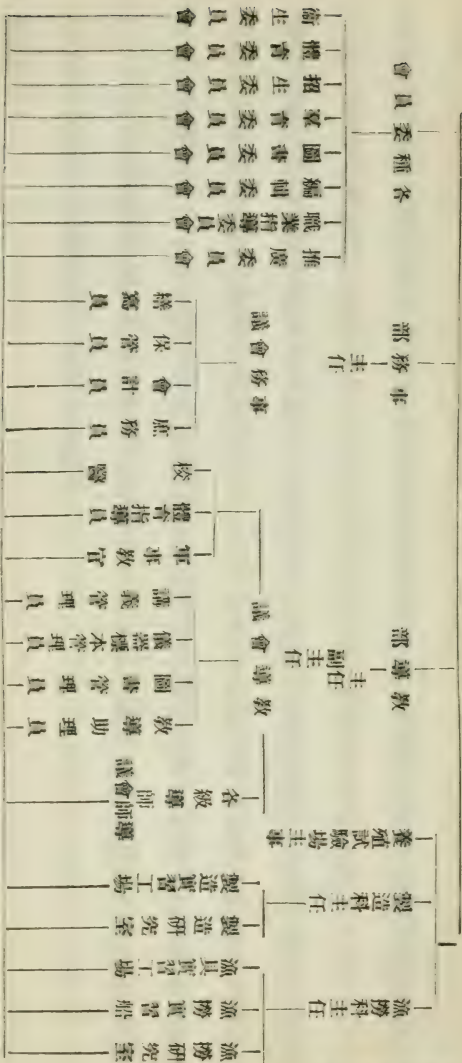 各種委員會
衛生委員會
體育委員會
招生委員會
羣育委員會
圖書委員會
編輯委員會
職業指導委員會
推廣委員會
事務部
主任
事務會議
繕寫員
保管員
會計員
庶務員
教導部
主任
副主任
教導會議
校醫
體育指導員
軍事教官
講義管理員
儀器標本管理員
圖書管理員
教導助理員
各級導師
導師會議
養殖試驗場主事
製造科主任
製造實習工場
製造研究室
漁撈科主任
漁具實習工場
漁撈實習船
漁撈研究室